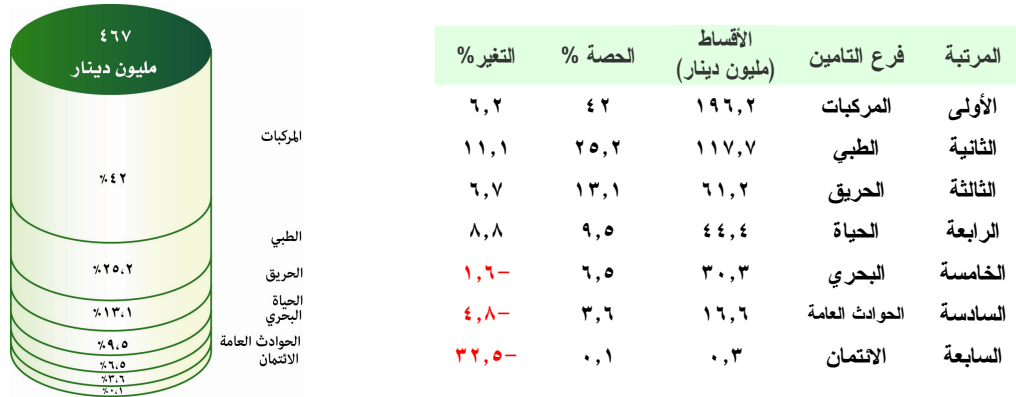 ٤٦٧
مليون دينار
المركبات
٪٤٢
الطبي
٪٢٥،٢
الحريق
٪١٣،١
الحياة
البحري
٪٩،٥
الحوادث العامة
٪٦،٥
الائتمان
٪٣،٦
٪٠،١
المرتبة فرع التامين الأقساط (مليون دينار) الحصة % التغير%
الأولى المركبات ١٩٦,٢ ٤٢ ٦,٢
الثانية الطبي ١١٧,٧ ٢٥,٢ ١١,١
الثالثة الحريق ٦١,٢ ١٣,١ ٦,٧
الرابعة الحياة ٤٤,٤ ٩,٥ ٨,٨
الخامسة البحري ٣٠,٣ ٦,٥ −١,٦
السادسة الحوادث العامة ١٦,٦ ٣,٦ −٤,٨
السابعة الائتمان ٠,٣ ٠,١ −٣٢,٥